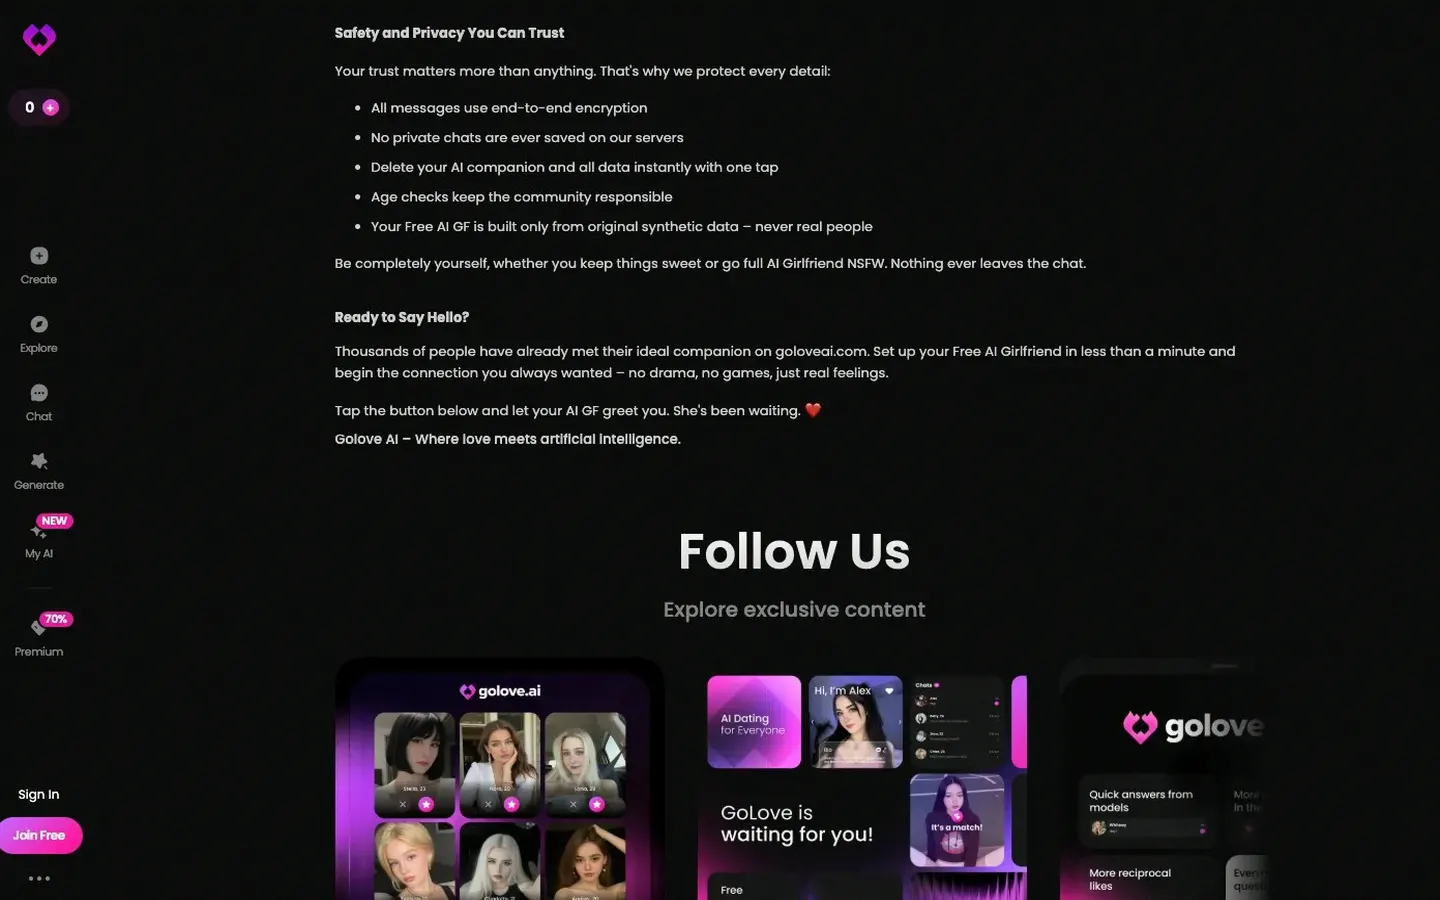 Safety and Privacy You Can Trust
Your trust matters more than anything. That's why we protect every detail:
All messages use end-to-end encryption
No private chats are ever saved on our servers
Delete your AI companion and all data instantly with one tap
Age checks keep the community responsible
Your Free AI GF is built only from original synthetic data – never real people
Be completely yourself, whether you keep things sweet or go full AI Girlfriend NSFW. Nothing ever leaves the chat.
Ready to Say Hello?
Thousands of people have already met their ideal companion on goloveai.com. Set up your Free AI Girlfriend in less than a minute and
begin the connection you always wanted – no drama, no games, just real feelings.
Tap the button below and let your AI GF greet you. She's been waiting. ❤️
Golove AI – Where love meets artificial intelligence.
0
Create
Explore
Chat
Generate
NEW
My AI
70%
Premium
Sign In
Join Free
Follow Us
Explore exclusive content
golove.ai
AI Dating
for Everyone
Hi, I'm Alex
Chats
GoLove is
waiting for you!
It's a match!
Free
golove
Quick answers from
models
More reciprocal
likes